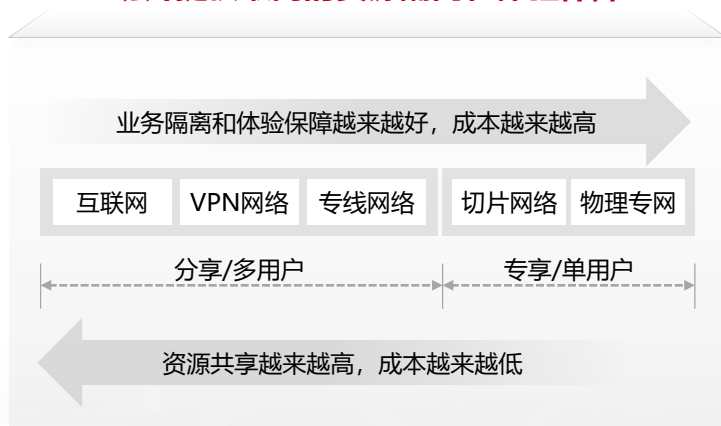 业务隔离和体验保障越来越好，成本越来越高
互联网 VPN网络 专线网络 切片网络 物理专网
分享/多用户 专享/单用户
资源共享越来越高，成本越来越低